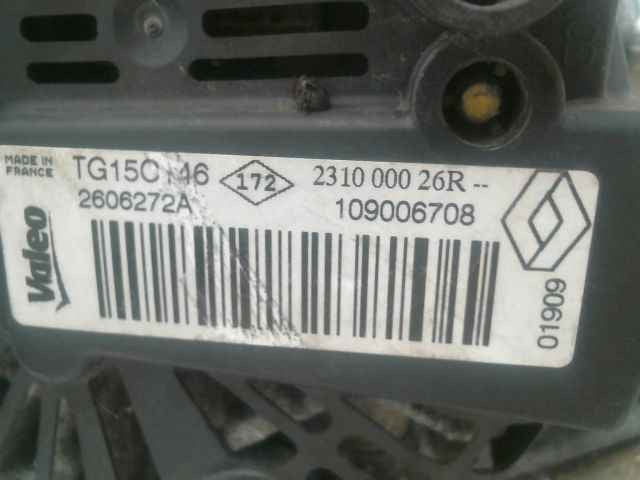 MADE IN
FRANCE
TG15C146
172
2310 000 26R --
2606272A
109006708
Valeo
01909